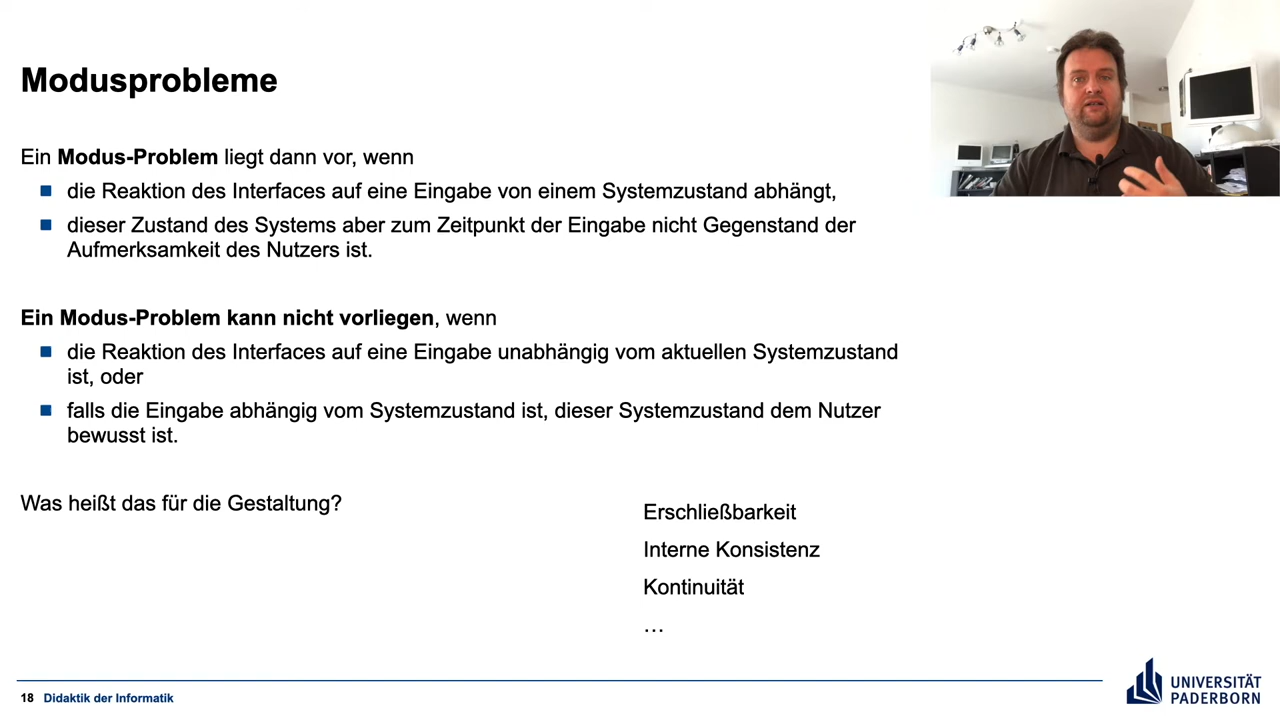 Modusprobleme
Ein Modus-Problem liegt dann vor, wenn
die Reaktion des Interfaces auf eine Eingabe von einem Systemzustand abhängt,
dieser Zustand des Systems aber zum Zeitpunkt der Eingabe nicht Gegenstand der
Aufmerksamkeit des Nutzers ist.
Ein Modus-Problem kann nicht vorliegen, wenn
die Reaktion des Interfaces auf eine Eingabe unabhängig vom aktuellen Systemzustand
ist, oder
falls die Eingabe abhängig vom Systemzustand ist, dieser Systemzustand dem Nutzer
bewusst ist.
Was heißt das für die Gestaltung?
Erschließbarkeit
Interne Konsistenz
Kontinuität
…
18 Didaktik der Informatik
UNIVERSITÄT
PADERBORN